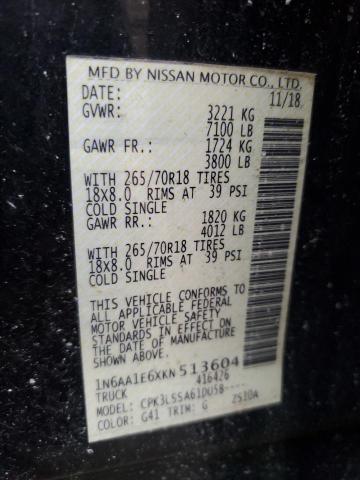 MFD BY NISSAN MOTOR CO., LTD.
DATE: 11/18
GVWR: 3221 KG
7100 LB
GAWR FR.: 1724 KG
3800 LB
WITH 265/70R18 TIRES
18X8.0 RIMS AT 39 PSI
COLD SINGLE
GAWR RR.: 1820 KG
4012 LB
WITH 265/70R18 TIRES
18X8.0 RIMS AT 39 PSI
COLD SINGLE
THIS VEHICLE CONFORMS TO
ALL APPLICABLE FEDERAL
MOTOR VEHICLE SAFETY
STANDARDS IN EFFECT ON
THE DATE OF MANUFACTURE
SHOWN ABOVE.
1N6AA1E6XKN513604
TRUCK 416426
MODEL: CPK3LSSA61DU5B----
COLOR: G41 TRIM: G ZS10A